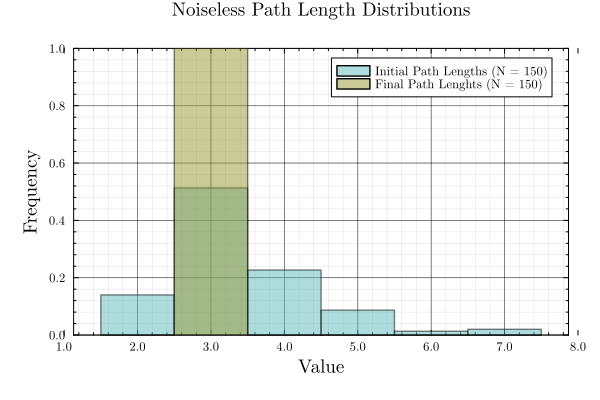 Noiseless Path Length Distributions
Initial Path Lengths (N = 150)
Final Path Lenghts (N = 150)
Frequency
1.0
0.8
0.6
0.4
0.2
0.0
1.0 2.0 3.0 4.0 5.0 6.0 7.0 8.0
Value